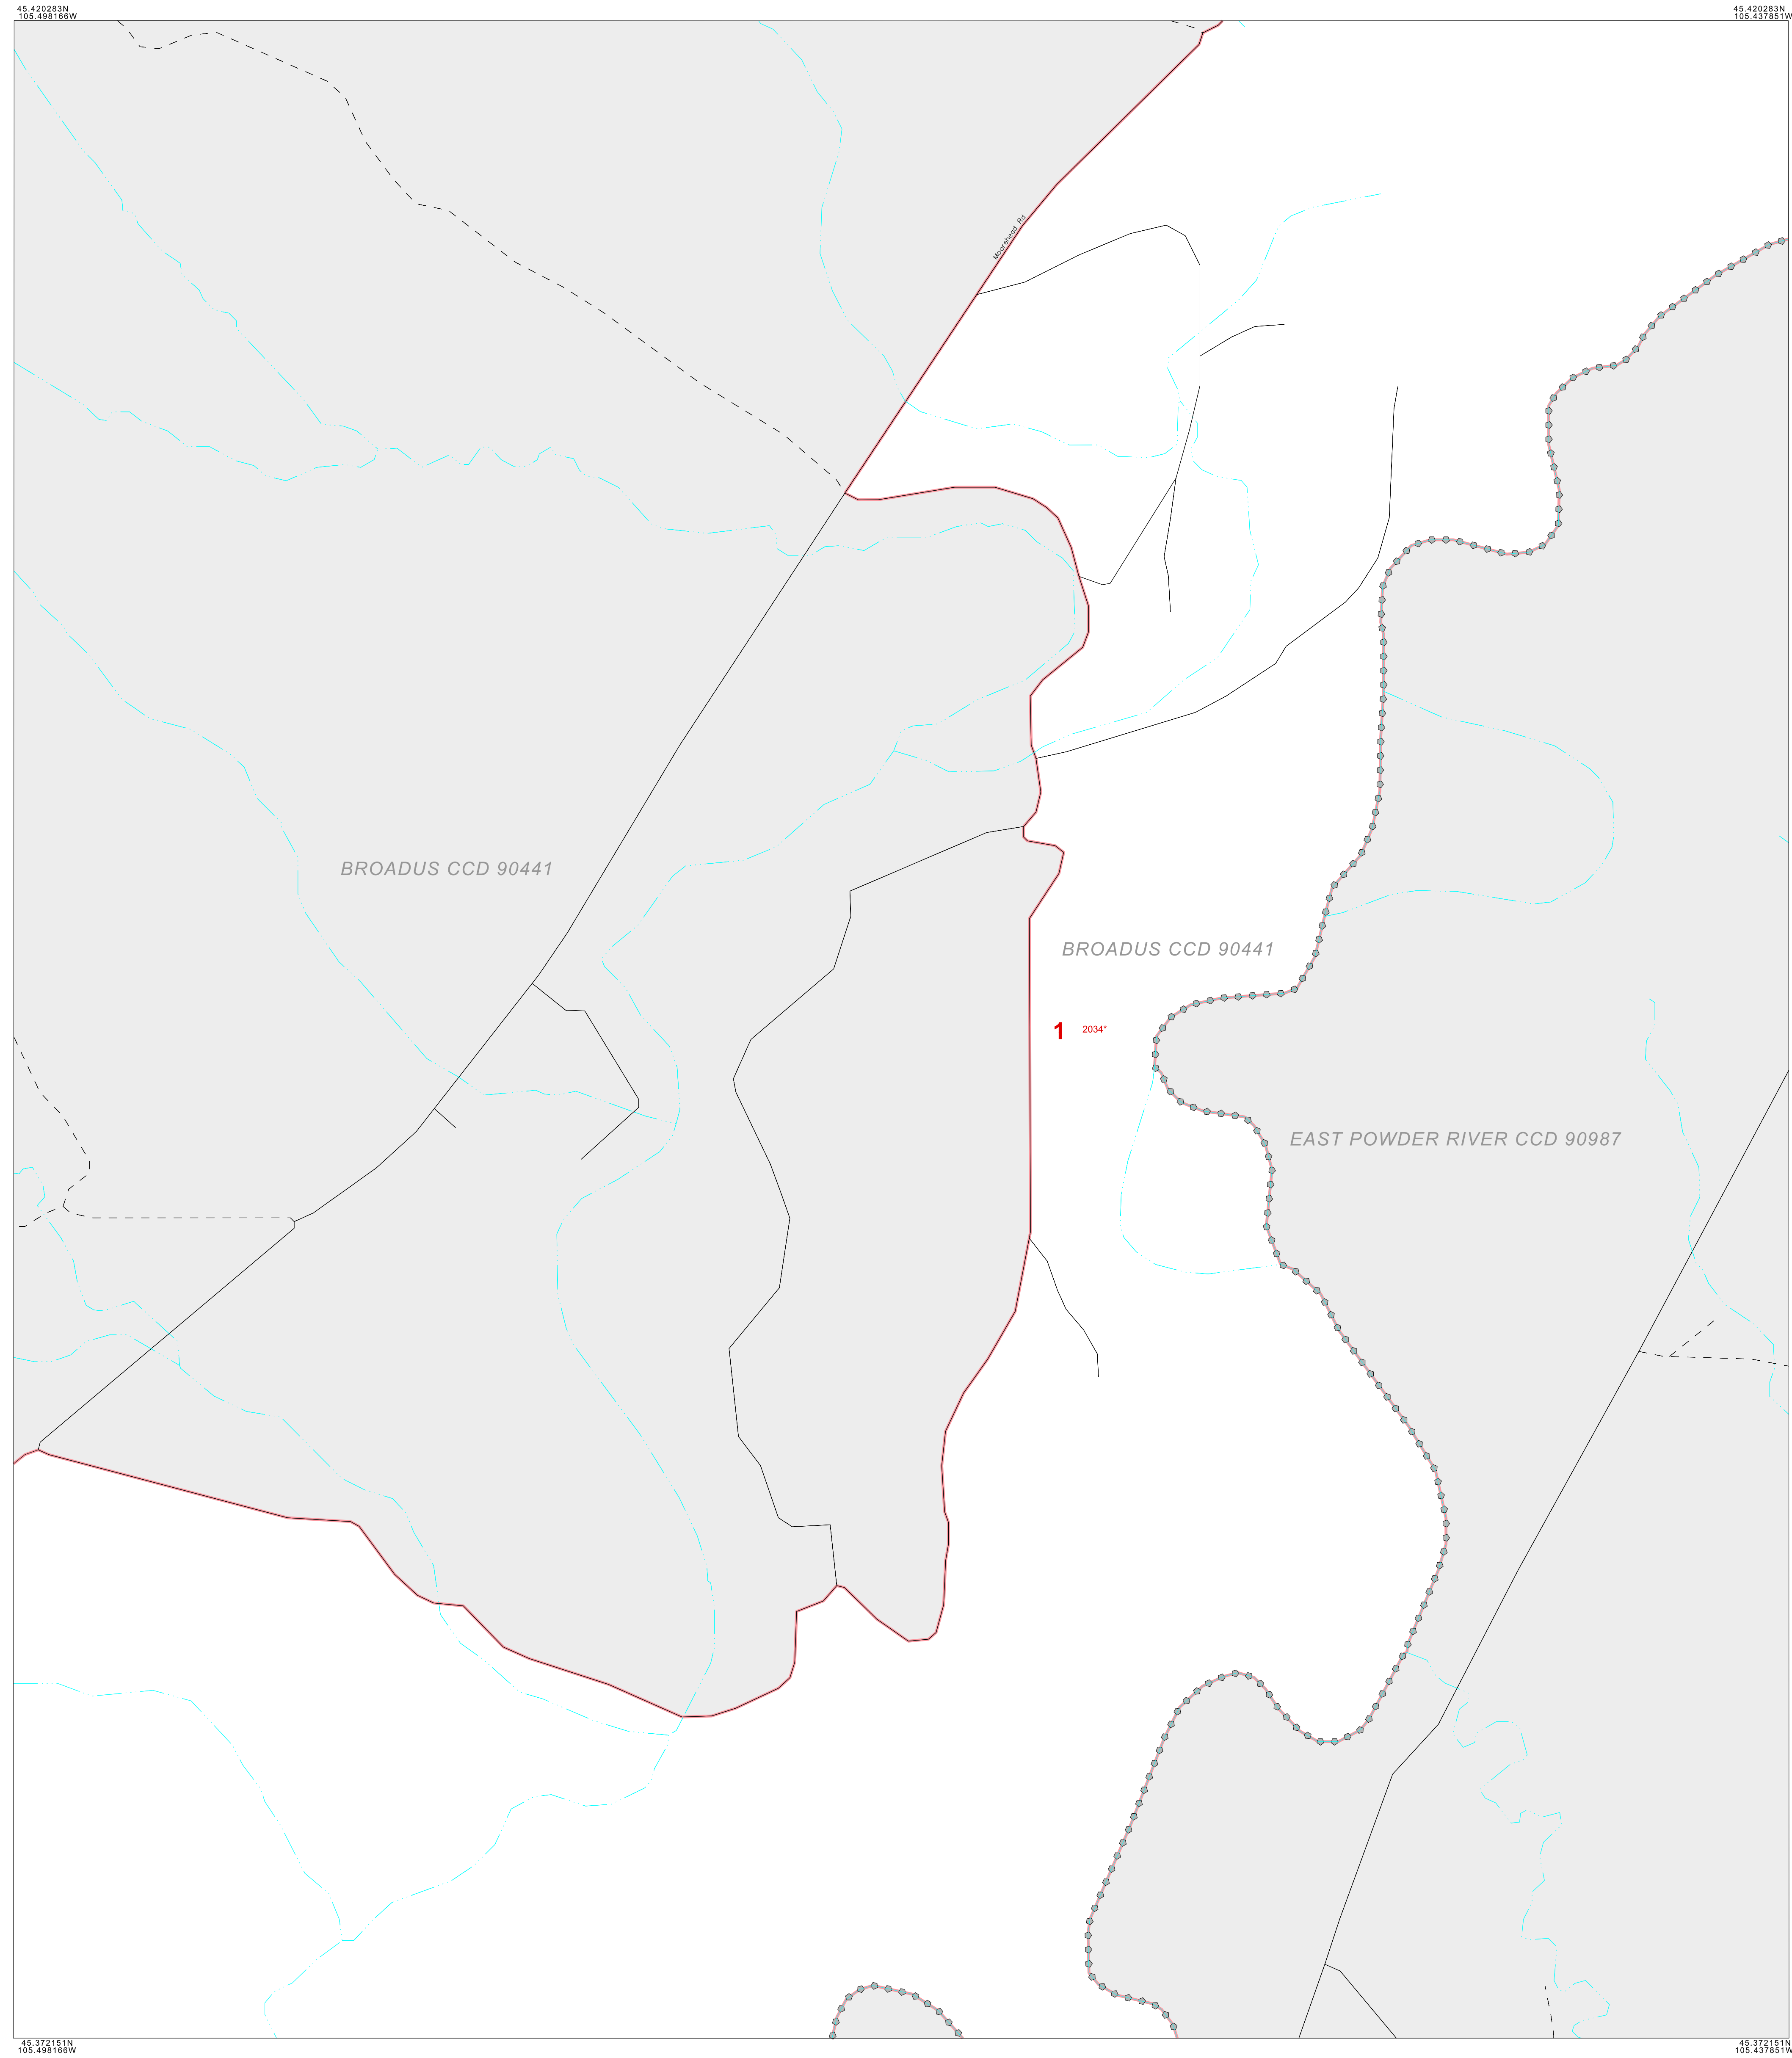 45.420283N
105.498166W
45.420283N
105.437851W
Moorehead Rd
BROADUS CCD 90441
BROADUS CCD 90441
1 2034*
EAST POWDER RIVER CCD 90987
45.372151N
105.498166W
45.372151N
105.437851W